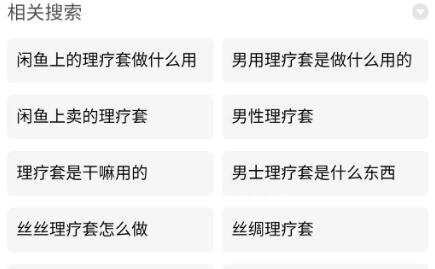 相关搜索
闲鱼上的理疗套做什么用
男用理疗套是做什么用的
闲鱼上卖的理疗套
男性理疗套
理疗套是干嘛用的
男士理疗套是什么东西
丝丝理疗套怎么做
丝绸理疗套